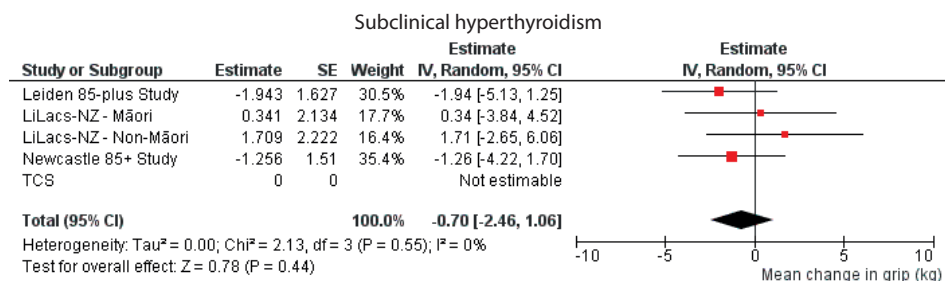 Subclinical hyperthyroidism
Estimate Estimate
Study or Subgroup Estimate SE Weight IV, Random, 95% CI IV, Random, 95% CI
Leiden 85-plus Study -1.943 1.627 30.5% -1.94 [-5.13, 1.25]
LiLacs-NZ - Māori 0.341 2.134 17.7% 0.34 [-3.84, 4.52]
LiLacs-NZ - Non-Māori 1.709 2.222 16.4% 1.71 [-2.65, 6.06]
Newcastle 85+ Study -1.256 1.51 35.4% -1.26 [-4.22, 1.70]
TCS 0 0 Not estimable
Total (95% CI) 100.0% -0.70 [-2.46, 1.06]
Heterogeneity: Tau² = 0.00; Chi² = 2.13, df = 3 (P = 0.55); I² = 0%
Test for overall effect: Z = 0.78 (P = 0.44)
-10 -5 0 5 10
Mean change in grip (kg)